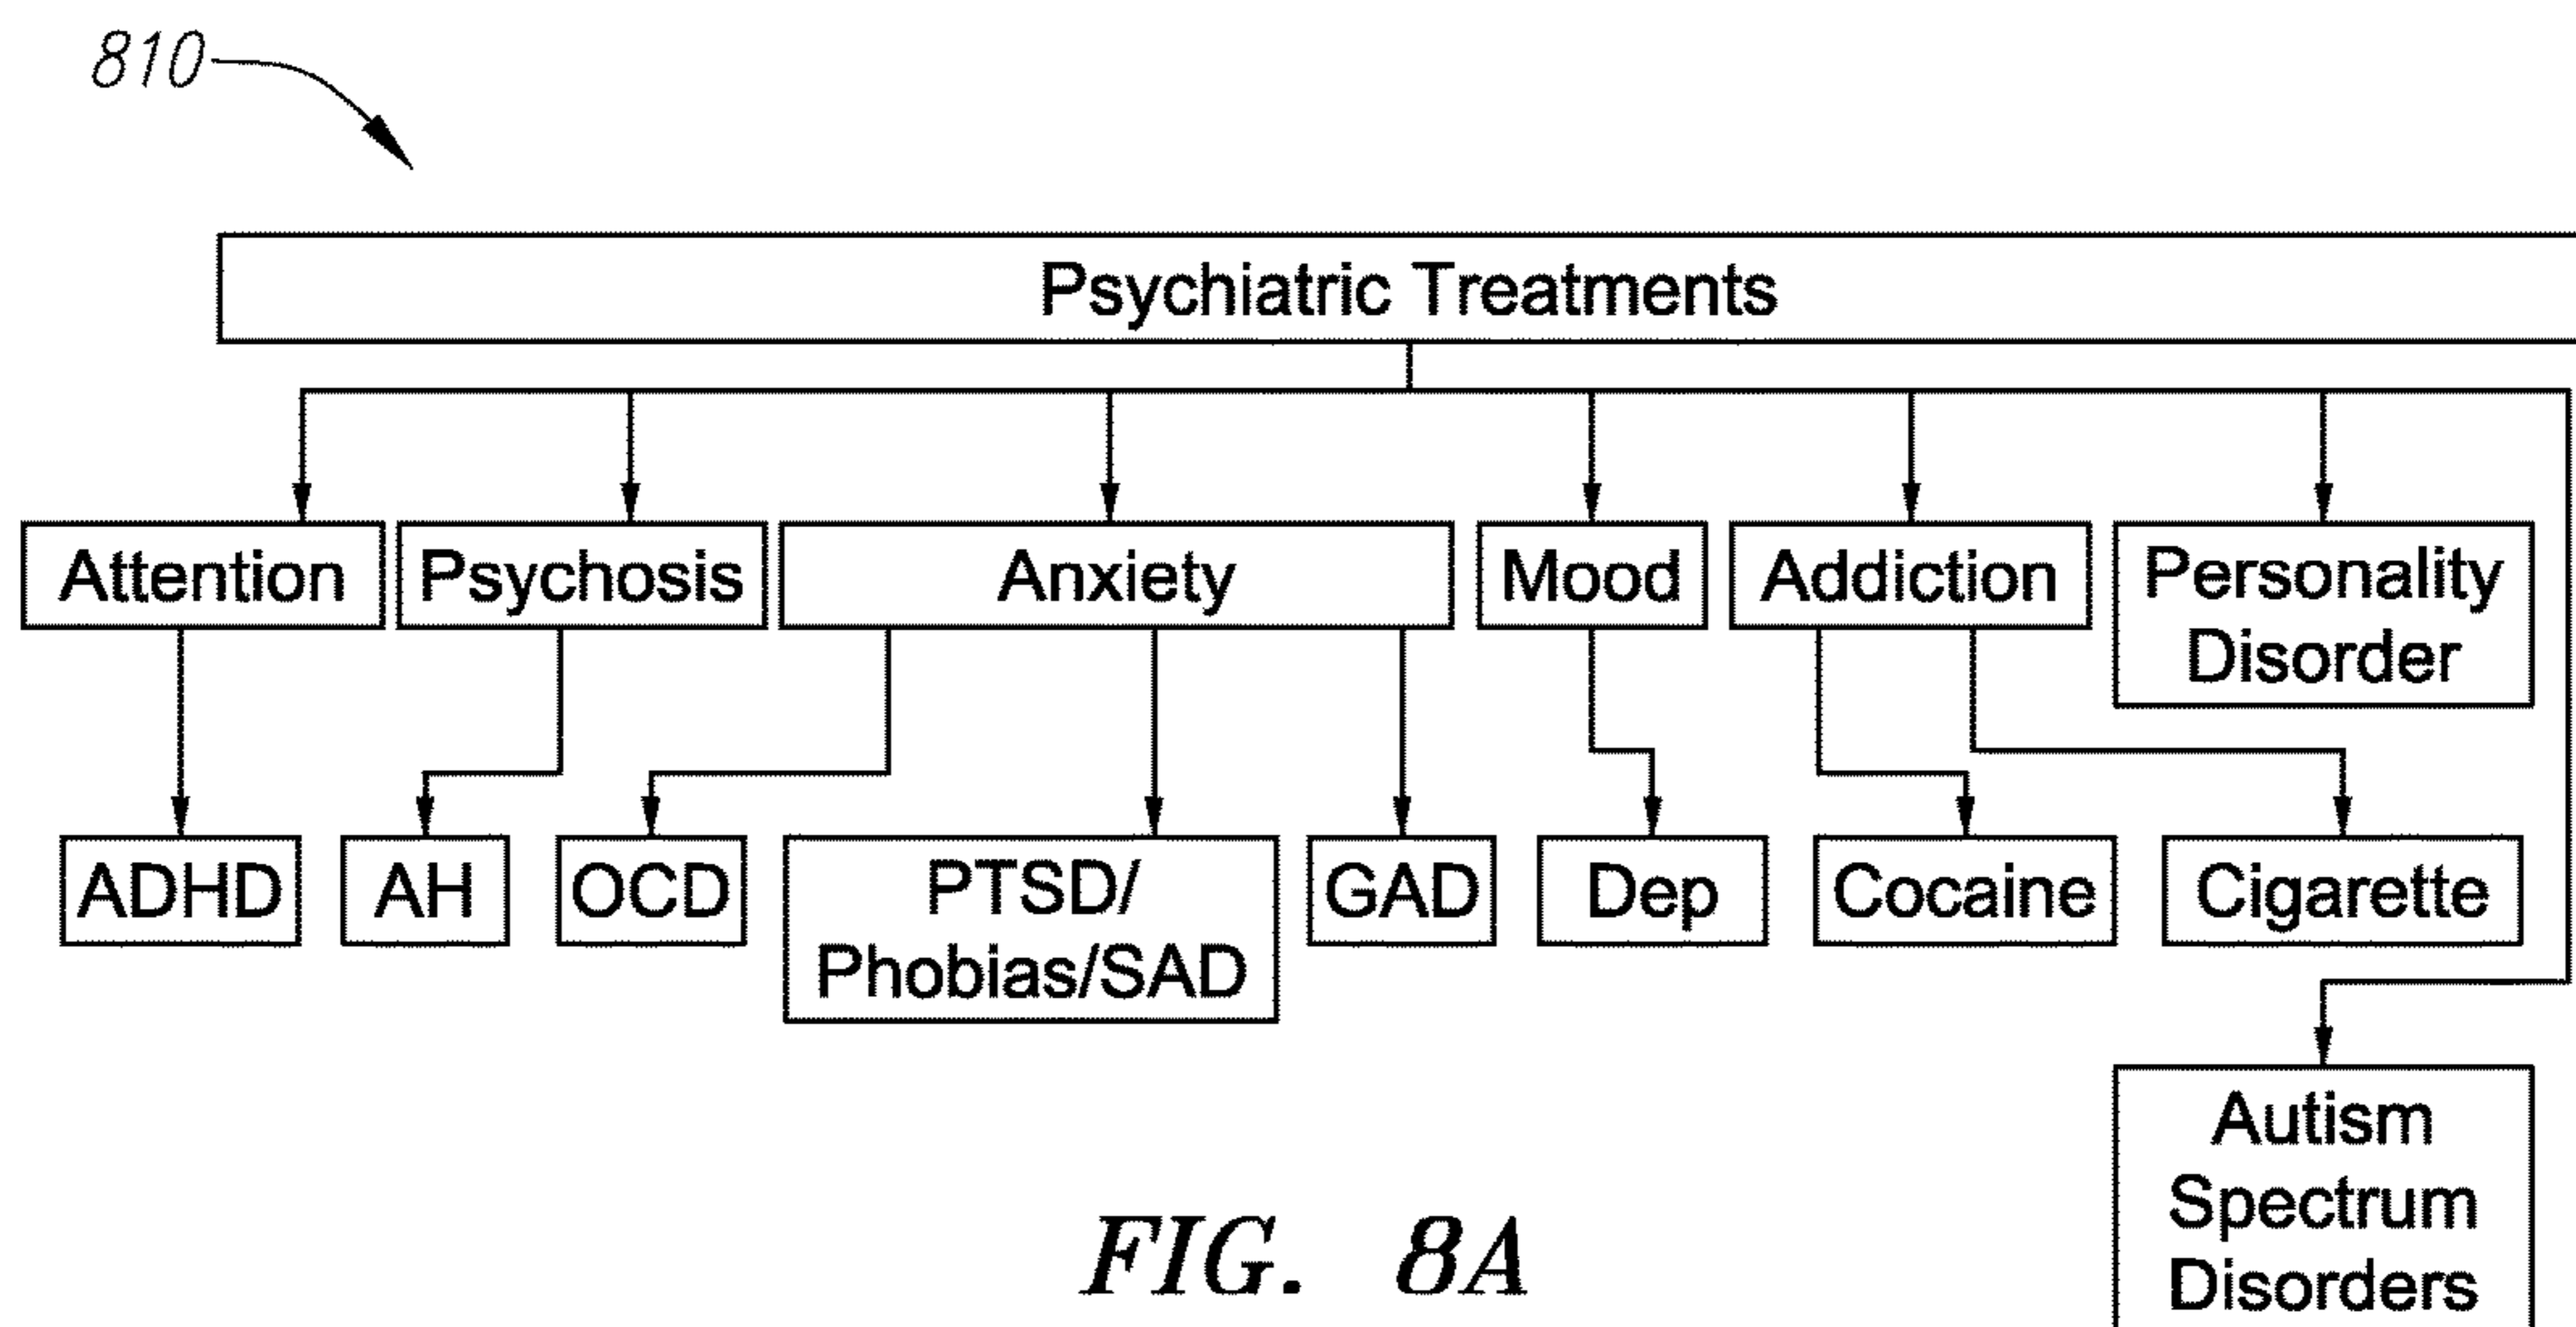 810
Psychiatric Treatments
Attention
Psychosis
Anxiety
Mood
Addiction
Personality
Disorder
ADHD
AH
OCD
PTSD/
Phobias/SAD
GAD
Dep
Cocaine
Cigarette
Autism
Spectrum
Disorders
FIG. 8A